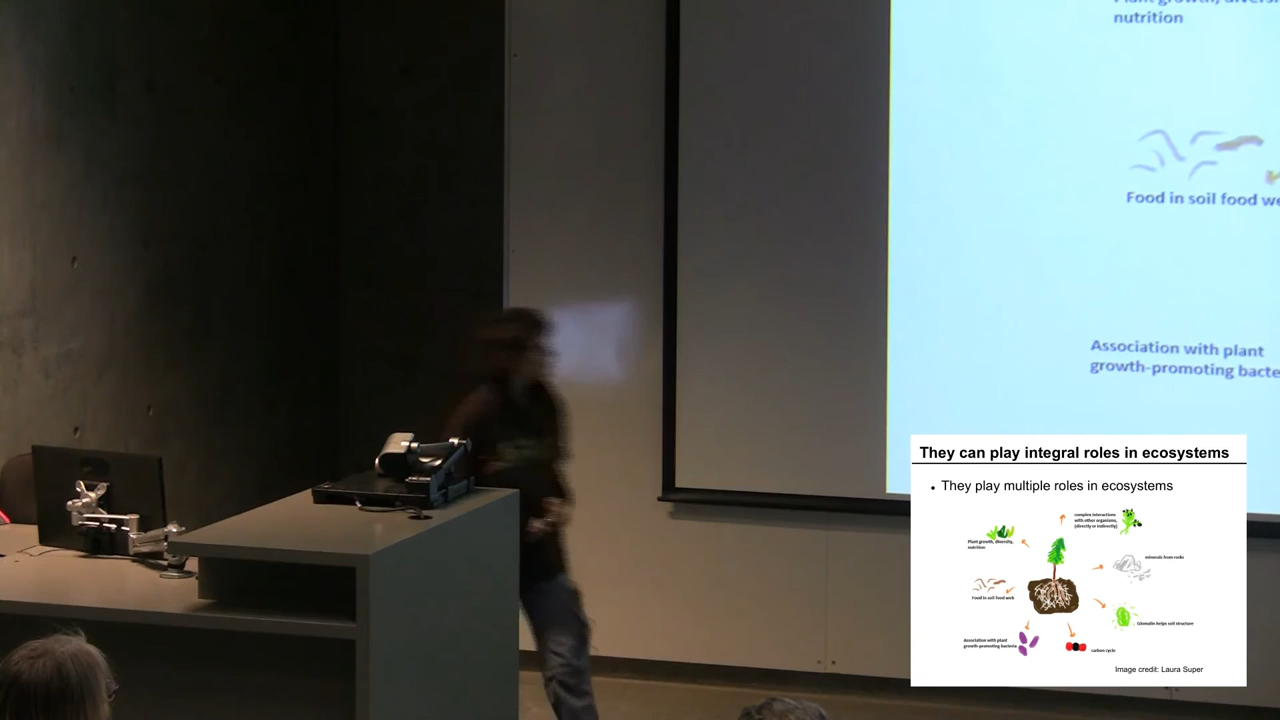 nutrition
Food in soil food
Association with plant
growth-promoting
They can play integral roles in ecosystems
• They play multiple roles in ecosystems
complex interactions
with other organisms,
(directly or indirectly)
Plant growth, diversity,
nutrition
minerals from rocks
Food in soil food web
Glomalin helps soil structure
Association with plant
growth-promoting bacteria
carbon cycle
Image credit: Laura Super